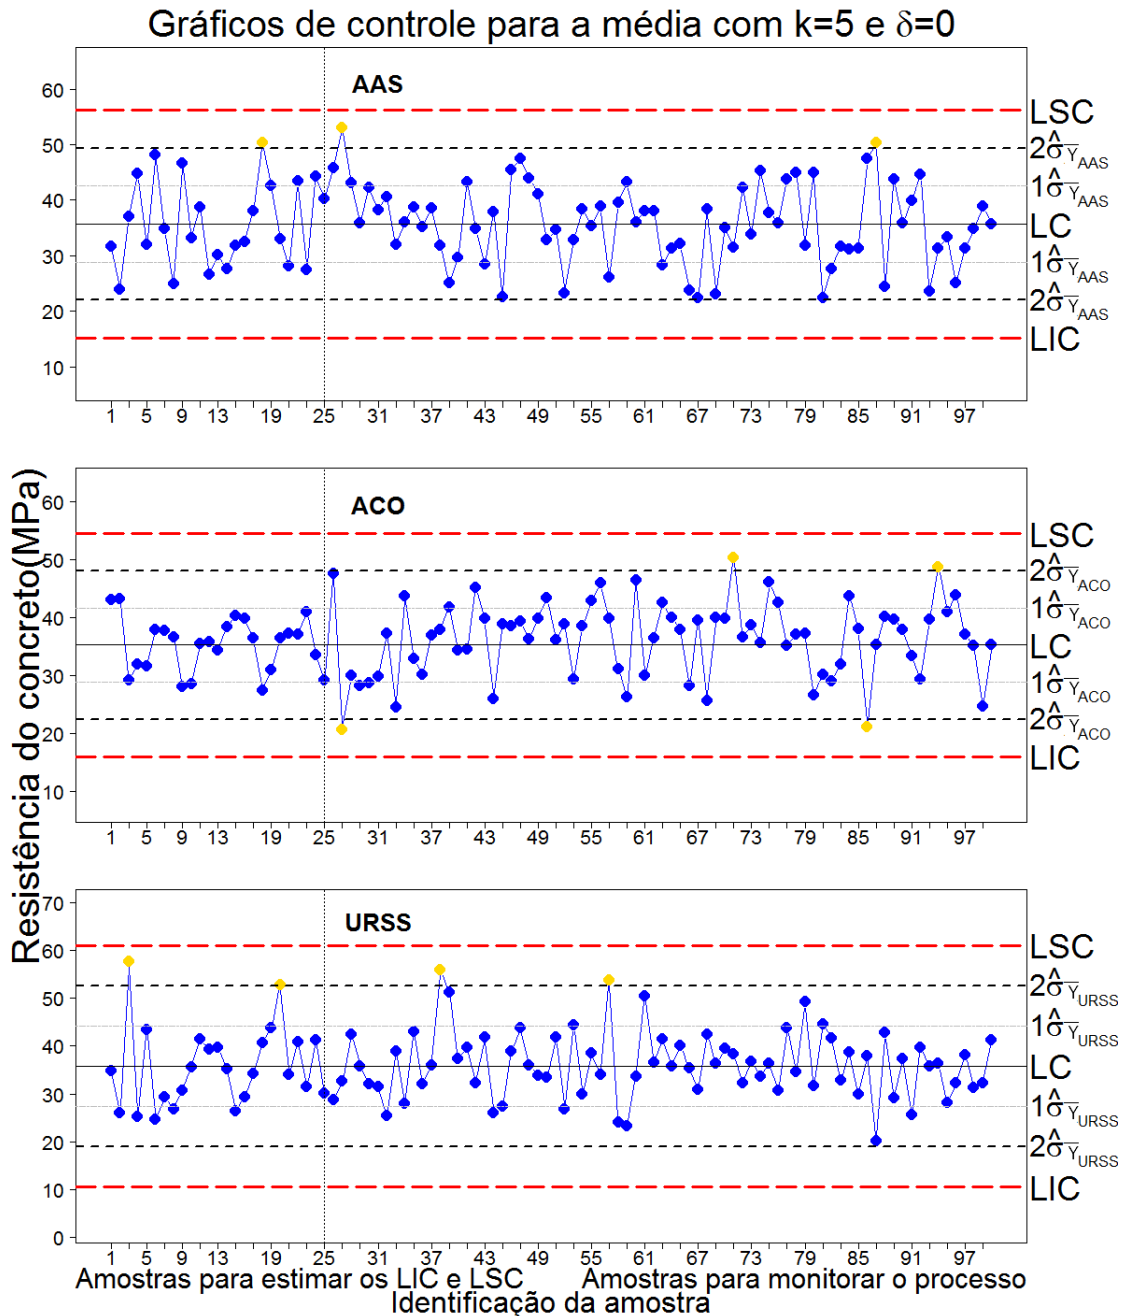 Gráficos de controle para a média com k=5 e δ=0
AAS
60
50
40
30
20
10
LSC
2σ̂Y̅AAS
1σ̂Y̅AAS
LC
1σ̂Y̅AAS
2σ̂Y̅AAS
LIC
1 5 9 13 19 25 31 37 43 49 55 61 67 73 79 85 91 97
Resistência do concreto(MPa)
ACO
60
50
40
30
20
10
LSC
2σ̂Y̅ACO
1σ̂Y̅ACO
LC
1σ̂Y̅ACO
2σ̂Y̅ACO
LIC
1 5 9 13 19 25 31 37 43 49 55 61 67 73 79 85 91 97
URSS
70
60
50
40
30
20
10
0
LSC
2σ̂Y̅URSS
1σ̂Y̅URSS
LC
1σ̂Y̅URSS
2σ̂Y̅URSS
LIC
1 5 9 13 19 25 31 37 43 49 55 61 67 73 79 85 91 97
Amostras para estimar os LIC e LSC Amostras para monitorar o processo
Identificação da amostra